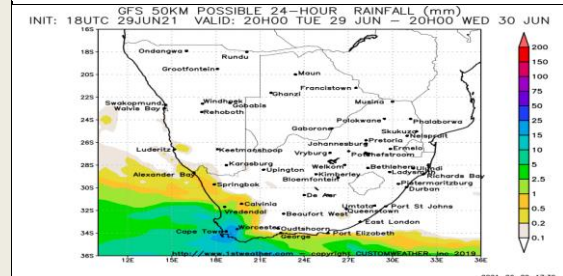 GFS 50KM POSSIBLE 24-HOUR RAINFALL (mm)
INIT: 18UTC 29JUN21 VALID: 20H00 TUE 29 JUN - 20H00 WED 30 JUN
16S
Ondangwa Rundu
18S
Grootfontein
Maun
20S
Francistown
Ghanzi
22S
Swakopmund Windhoek Gobabis Musina
Walvis Bay Rehoboth
Polokwane Phalaborwa
24S
Gaborone Skukuza
Pretoria Nelspruit
Johannesburg Ermelo
26S
Luderitz Keetmanshoop Vryburg Potchefstroom
Karasburg Welkom Bethlehem Ulundi
28S
Alexander Bay Upington Kimberley Ladysmith Richards Bay
Bloemfontein Pietermaritzburg
Springbok Durban
30S
De Aar
Calvinia Umtata Port St Johns
32S
Vredendal Beaufort West Queenstown
East London
Cape Town Worcester Oudtshoorn
34S
George Port Elizabeth
http://www.1stweather.com - copyright CUSTOMWEATHER Inc 2019
36S
12E 15E 18E 21E 24E 27E 30E 33E 36E
200
150
100
75
50
25
15
10
5
2.5
1
0.5
0.2
0.1